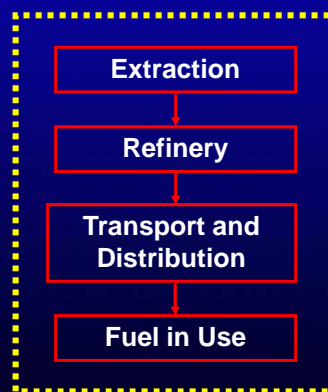 Extraction
Refinery
Transport and
Distribution
Fuel in Use